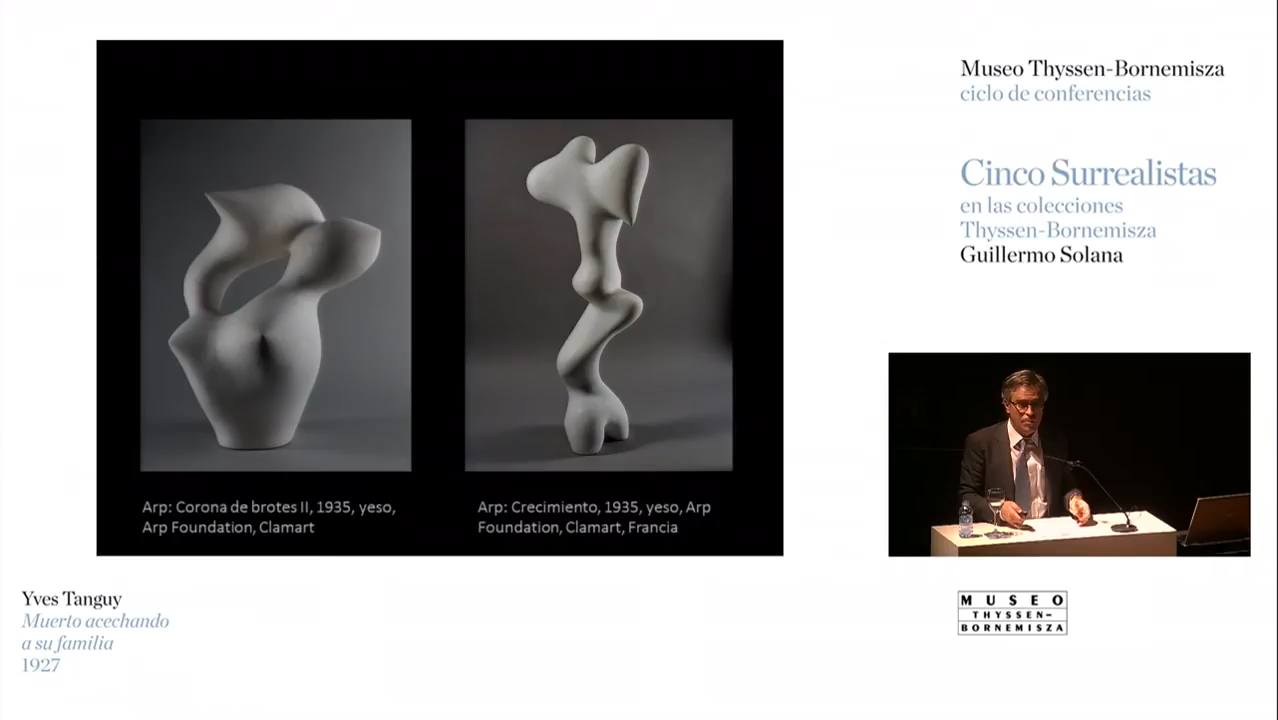 Museo Thyssen-Bornemisza
ciclo de conferencias
Cinco Surrealistas
en las colecciones
Thyssen-Bornemisza
Guillermo Solana
Arp: Corona de brotes II, 1935, yeso,
Arp Foundation, Clamart
Arp: Crecimiento, 1935, yeso, Arp
Foundation, Clamart, Francia
Yves Tanguy
Muerto acechando
a su familia
1927
MUSEO
THYSSEN-
BORNEMISZA